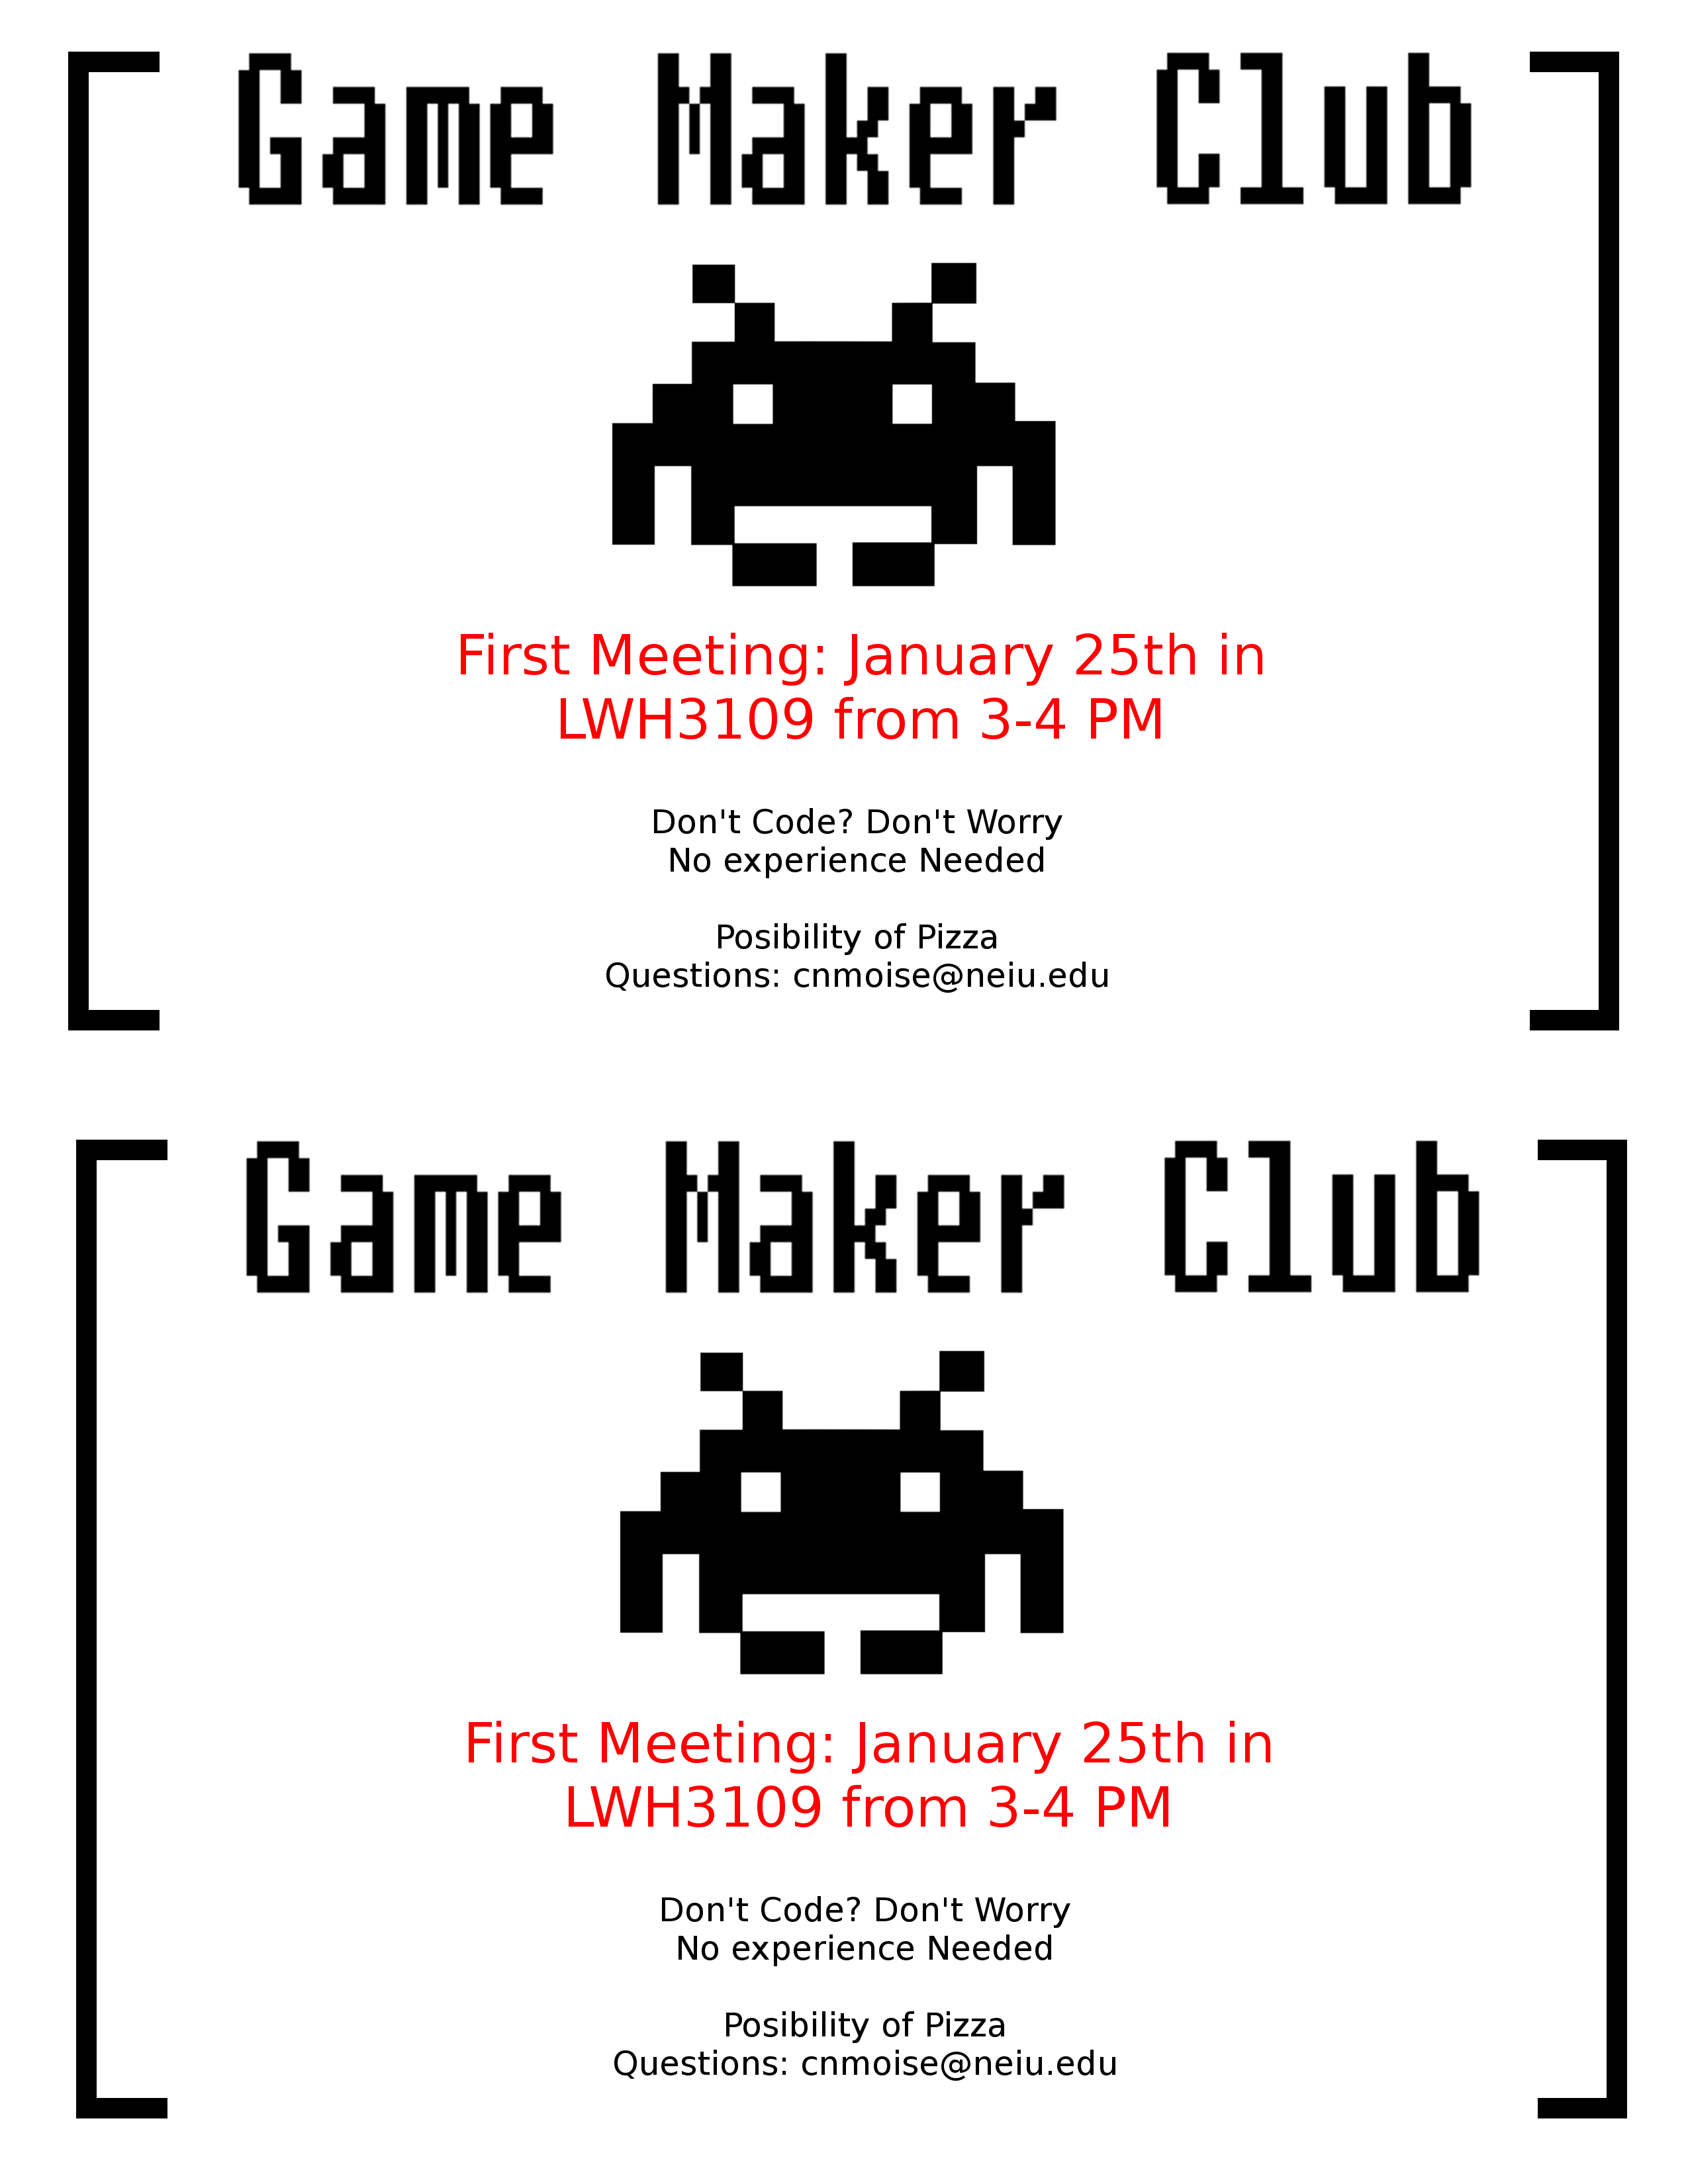 Game Maker Club
First Meeting: January 25th in
LWH3109 from 3-4 PM
Don't Code? Don't Worry
No experience Needed
Posibility of Pizza
Questions: cnmoise@neiu.edu
Game Maker Club
First Meeting: January 25th in
LWH3109 from 3-4 PM
Don't Code? Don't Worry
No experience Needed
Posibility of Pizza
Questions: cnmoise@neiu.edu